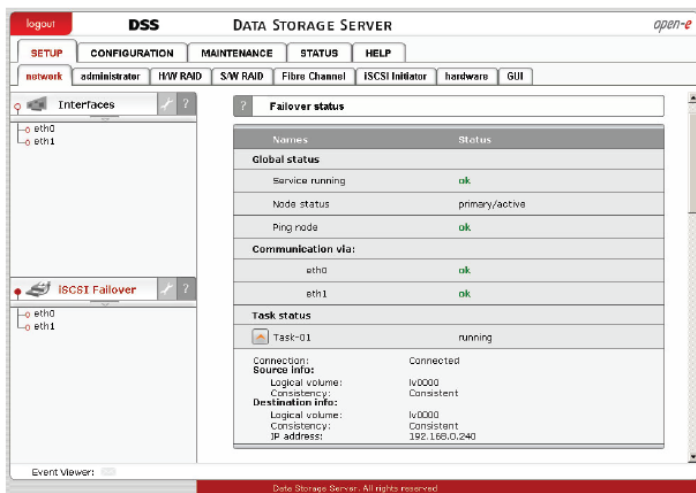 logout DSS DATA STORAGE SERVER open-e
SETUP CONFIGURATION MAINTENANCE STATUS HELP
network administrator H/W RAID S/W RAID Fibre Channel iSCSI Initiator hardware GUI
Interfaces ?
eth0
eth1
iSCSI Failover ?
eth0
eth1
? Failover status
Names Status
Global status
Service running ok
Node status primary/active
Ping node ok
Communication via:
eth0 ok
eth1 ok
Task status
Task-01 running
Connection: Connected
Source info:
Logical volume: lv0000
Consistency: Consistent
Destination info:
Logical volume: lv0000
Consistency: Consistent
IP address: 192.168.0.240
Event Viewer:
Data Storage Server. All rights reserved